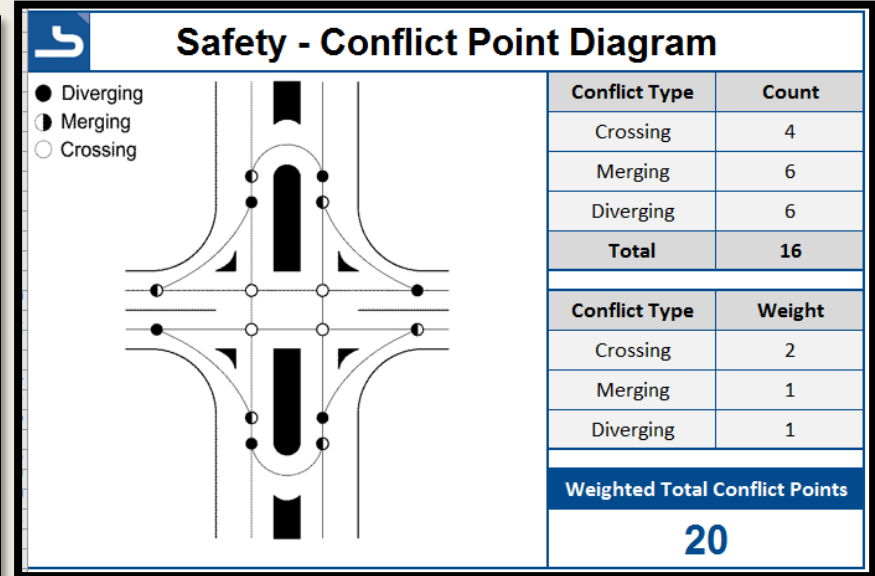 Safety - Conflict Point Diagram
Diverging
Merging
Crossing
Conflict Type Count
Crossing 4
Merging 6
Diverging 6
Total 16
Conflict Type Weight
Crossing 2
Merging 1
Diverging 1
Weighted Total Conflict Points
20